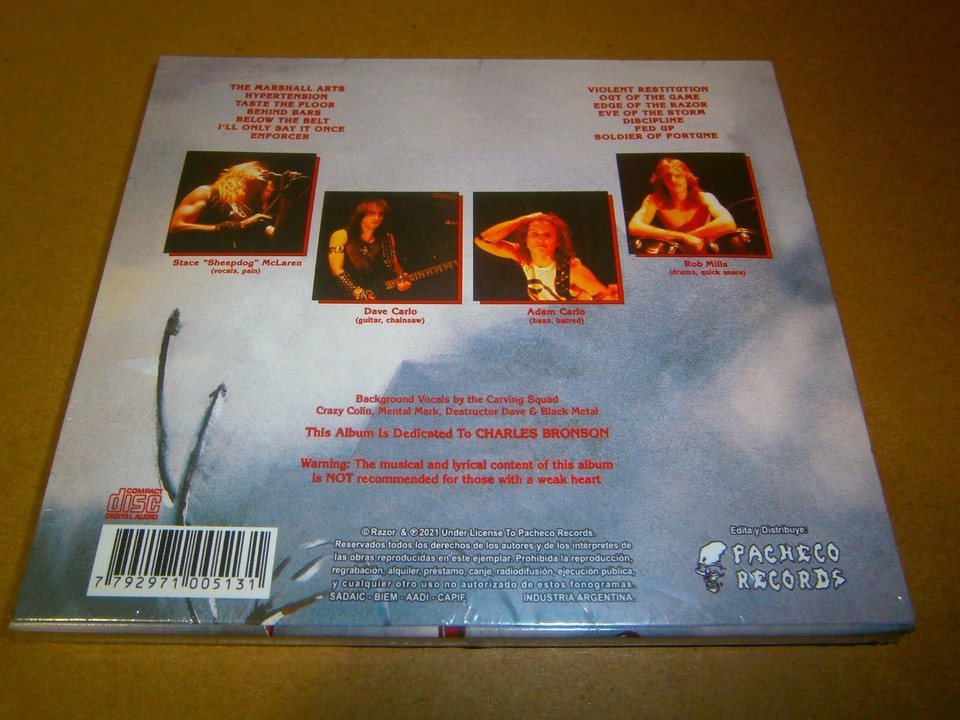 THE MARSHALL ARTS
HYPERTENSION
TASTE THE FLOOR
BEHIND BARS
BELOW THE BELT
I'LL ONLY SAY IT ONCE
ENFORCER
VIOLENT RESTITUTION
OUT OF THE GAME
EDGE OF THE RAZOR
EVE OF THE STORM
DISCIPLINE
FED UP
SOLDIER OF FORTUNE
Stace "Sheepdog" McLaren
(vocals, pain)
Dave Carlo
(guitar, chainsaw)
Adam Carlo
(bass, hatred)
Rob Mills
(drums, quick snare)
Background Vocals by the Carving Squad
Crazy Colin, Mental Mark, Destructor Dave & Black Metal
This Album Is Dedicated To CHARLES BRONSON
Warning: The musical and lyrical content of this album
is NOT recommended for those with a weak heart
COMPACT
disc
DIGITAL AUDIO
7 792971 005131
© Razor & ℗ 2021 Under License To Pacheco Records.
Reservados todos los derechos de los autores y de los intérpretes de
las obras reproducidas en este ejemplar. Prohibida la reproducción,
regrabación, alquiler, préstamo, canje, radiodifusión, ejecución pública,
y cualquier otro uso no autorizado de estos fonogramas.
SADAIC - BIEM - AADI - CAPIF. INDUSTRIA ARGENTINA.
Edita y Distribuye:
PACHECO
RECORDS